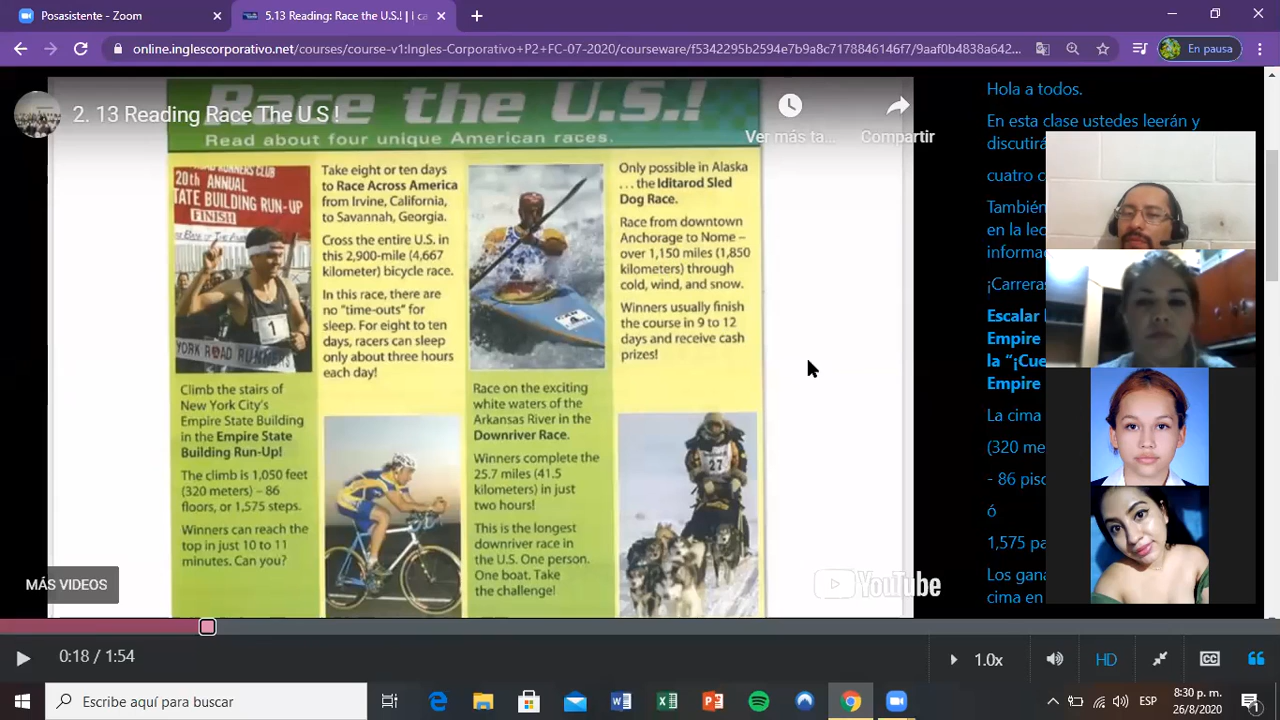 Posasistente - Zoom
5.13 Reading: Race the U.S.! | I ca
online.inglescorporativo.net/courses/course-v1:Ingles-Corporativo+P2+FC-07-2020/courseware/f5342295b2594e7b9a8c7178846146f7/9aaf0b4838a642...
En pausa
2. 13 Reading Race The U S !
Ver más ta...
Compartir
Race the U.S.!
Read about four unique American races.
ROAD RUNNERS CLUB
20th ANNUAL
TATE BUILDING RUN-UP
FINISH
1
YORK ROAD RUNNERS
Climb the stairs of
New York City's
Empire State Building
in the Empire State
Building Run-Up!
The climb is 1,050 feet
(320 meters) – 86
floors, or 1,575 steps.
Winners can reach the
top in just 10 to 11
minutes. Can you?
Take eight or ten days
to Race Across America
from Irvine, California,
to Savannah, Georgia.
Cross the entire U.S. in
this 2,900-mile (4,667
kilometer) bicycle race.
In this race, there are
no "time-outs" for
sleep. For eight to ten
days, racers can sleep
only about three hours
each day!
Race on the exciting
white waters of the
Arkansas River in the
Downriver Race.
Winners complete the
25.7 miles (41.5
kilometers) in just
two hours!
This is the longest
downriver race in
the U.S. One person.
One boat. Take
the challenge!
Only possible in Alaska
... the Iditarod Sled
Dog Race.
Race from downtown
Anchorage to Nome –
over 1,150 miles (1,850
kilometers) through
cold, wind, and snow.
Winners usually finish
the course in 9 to 12
days and receive cash
prizes!
27
MÁS VIDEOS
YouTube
Hola a todos.
En esta clase ustedes leerán y
discutirá
cuatro c
También
en la lec
informac
¡Carreras
Escalar
Empire
la "¡Cue
Empire
La cima
(320 me
- 86 piso
ó
1,575 pa
Los gana
cima en
0:18 / 1:54
1.0x
HD
Escribe aquí para buscar
ESP
8:30 p. m.
26/8/2020
1